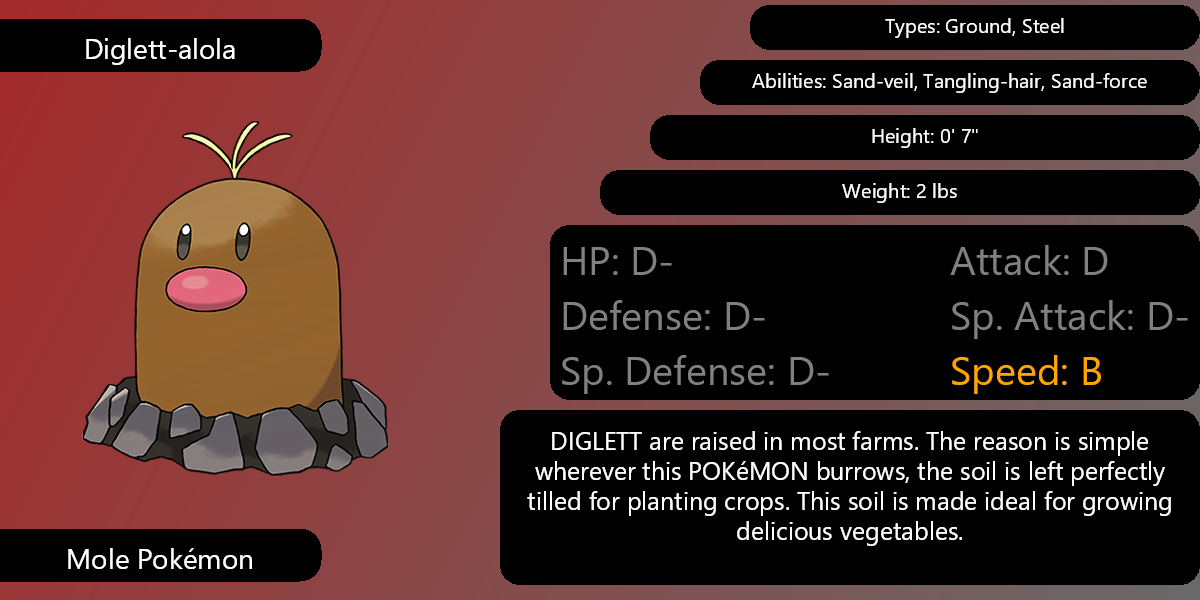 Diglett-alola
Types: Ground, Steel
Abilities: Sand-veil, Tangling-hair, Sand-force
Height: 0' 7"
Weight: 2 lbs
HP: D-
Attack: D
Defense: D-
Sp. Attack: D-
Sp. Defense: D-
Speed: B
DIGLETT are raised in most farms. The reason is simple
wherever this POKéMON burrows, the soil is left perfectly
tilled for planting crops. This soil is made ideal for growing
delicious vegetables.
Mole Pokémon